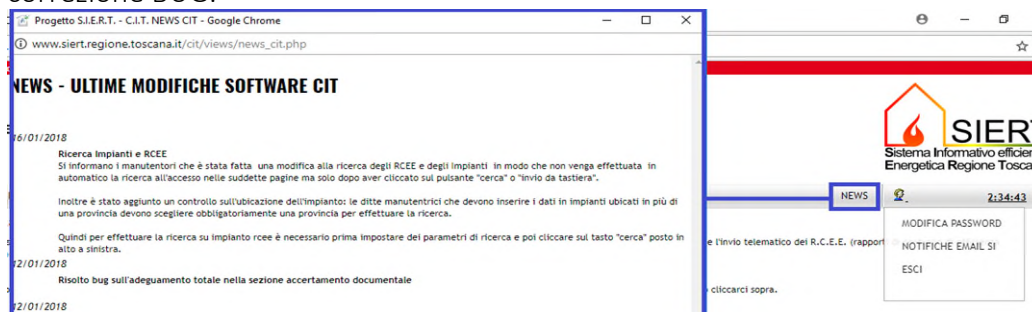 Progetto S.I.E.R.T. - C.I.T. NEWS CIT - Google Chrome
www.siert.regione.toscana.it/cit/views/news_cit.php
NEWS - ULTIME MODIFICHE SOFTWARE CIT
16/01/2018
Ricerca Impianti e RCEE
Si informano i manutentori che è stata fatta una modifica alla ricerca degli RCEE e degli Impianti in modo che non venga effettuata in
automatico la ricerca all'accesso nelle suddette pagine ma solo dopo aver cliccato sul pulsante "cerca" o "invio da tastiera".
Inoltre è stato aggiunto un controllo sull'ubicazione dell'impianto: le ditte manutentrici che devono inserire i dati in impianti ubicati in più di
una provincia devono scegliere obbligatoriamente una provincia per effettuare la ricerca.
Quindi per effettuare la ricerca su impianto rcee è necessario prima impostare dei parametri di ricerca e poi cliccare sul tasto "cerca" posto in
alto a sinistra.
12/01/2018
Risolto bug sull'adeguamento totale nella sezione accertamento documentale
12/01/2018
SIERT
Sistema Informativo efficien
Energetica Regione Tosca
NEWS
2:34:43
MODIFICA PASSWORD
NOTIFICHE EMAIL SI
ESCI
e l'invio telematico dei R.C.E.E. (rappor
cliccarci sopra.